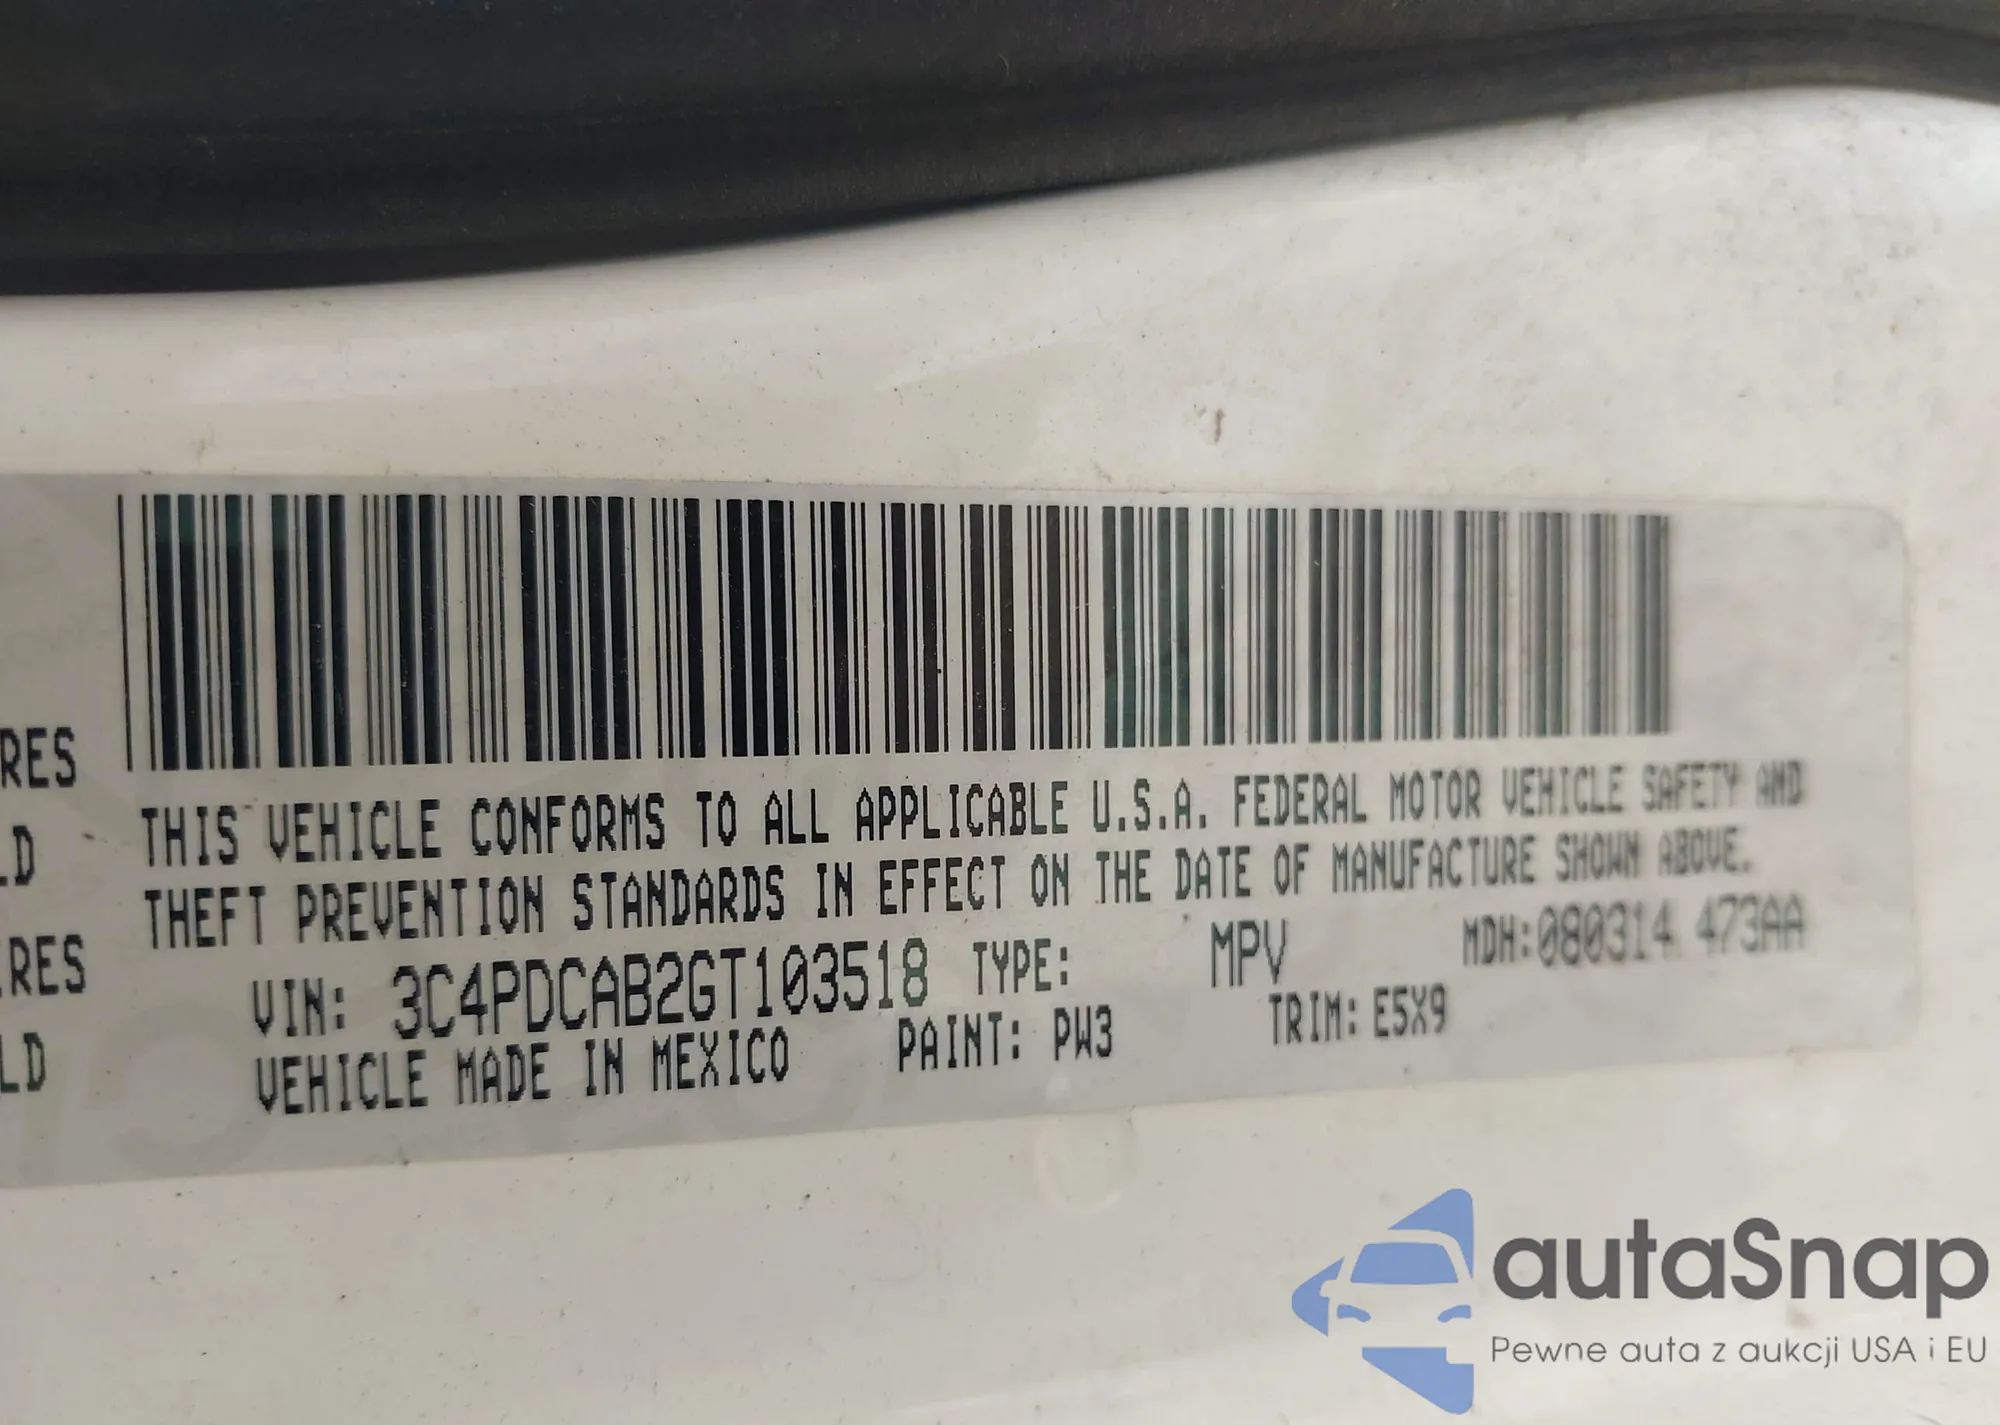 RES
LD
RES
LD
THIS VEHICLE CONFORMS TO ALL APPLICABLE U.S.A. FEDERAL MOTOR VEHICLE SAFETY AND
THEFT PREVENTION STANDARDS IN EFFECT ON THE DATE OF MANUFACTURE SHOWN ABOVE.
VIN: 3C4PDCAB2GT103518 TYPE: MPV MDH:080314 473AA
VEHICLE MADE IN MEXICO PAINT: PW3 TRIM: E5X9
autaSnap
Pewne auta z aukcji USA i EU